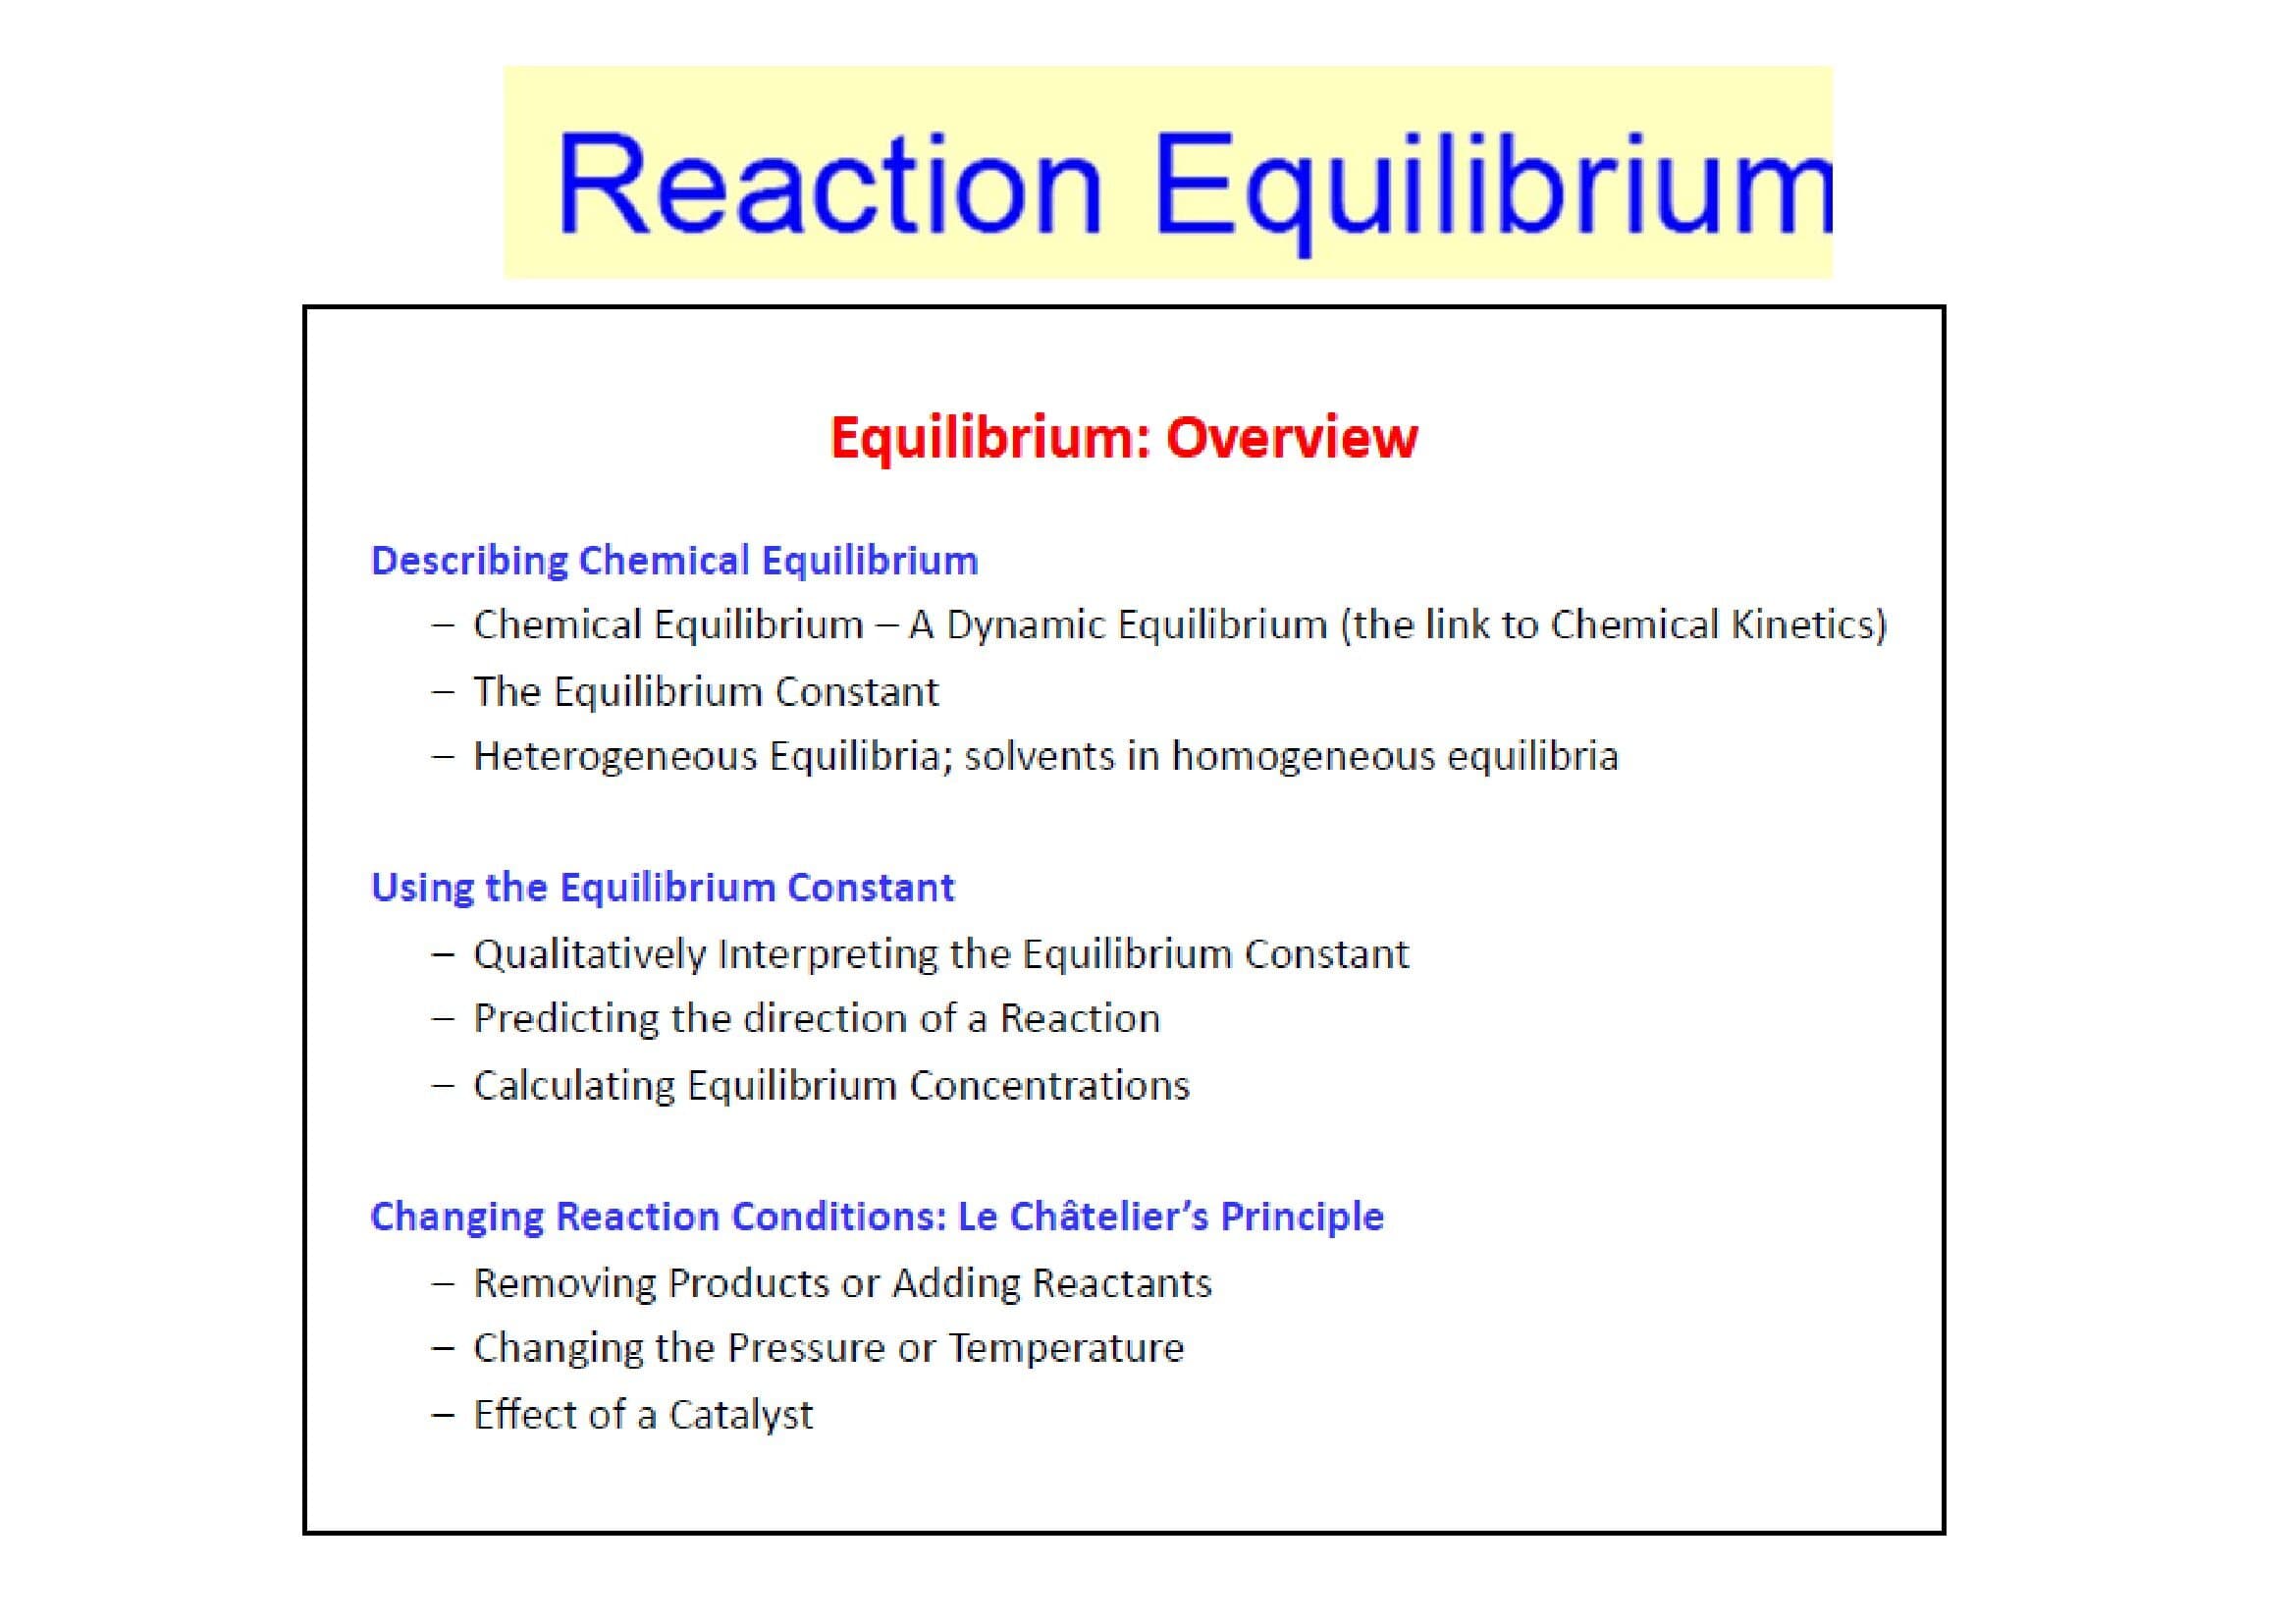 Reaction Equilibrium
Equilibrium: Overview
Describing Chemical Equilibrium
– Chemical Equilibrium – A Dynamic Equilibrium (the link to Chemical Kinetics)
– The Equilibrium Constant
– Heterogeneous Equilibria; solvents in homogeneous equilibria
Using the Equilibrium Constant
– Qualitatively Interpreting the Equilibrium Constant
– Predicting the direction of a Reaction
– Calculating Equilibrium Concentrations
Changing Reaction Conditions: Le Châtelier’s Principle
– Removing Products or Adding Reactants
– Changing the Pressure or Temperature
– Effect of a Catalyst